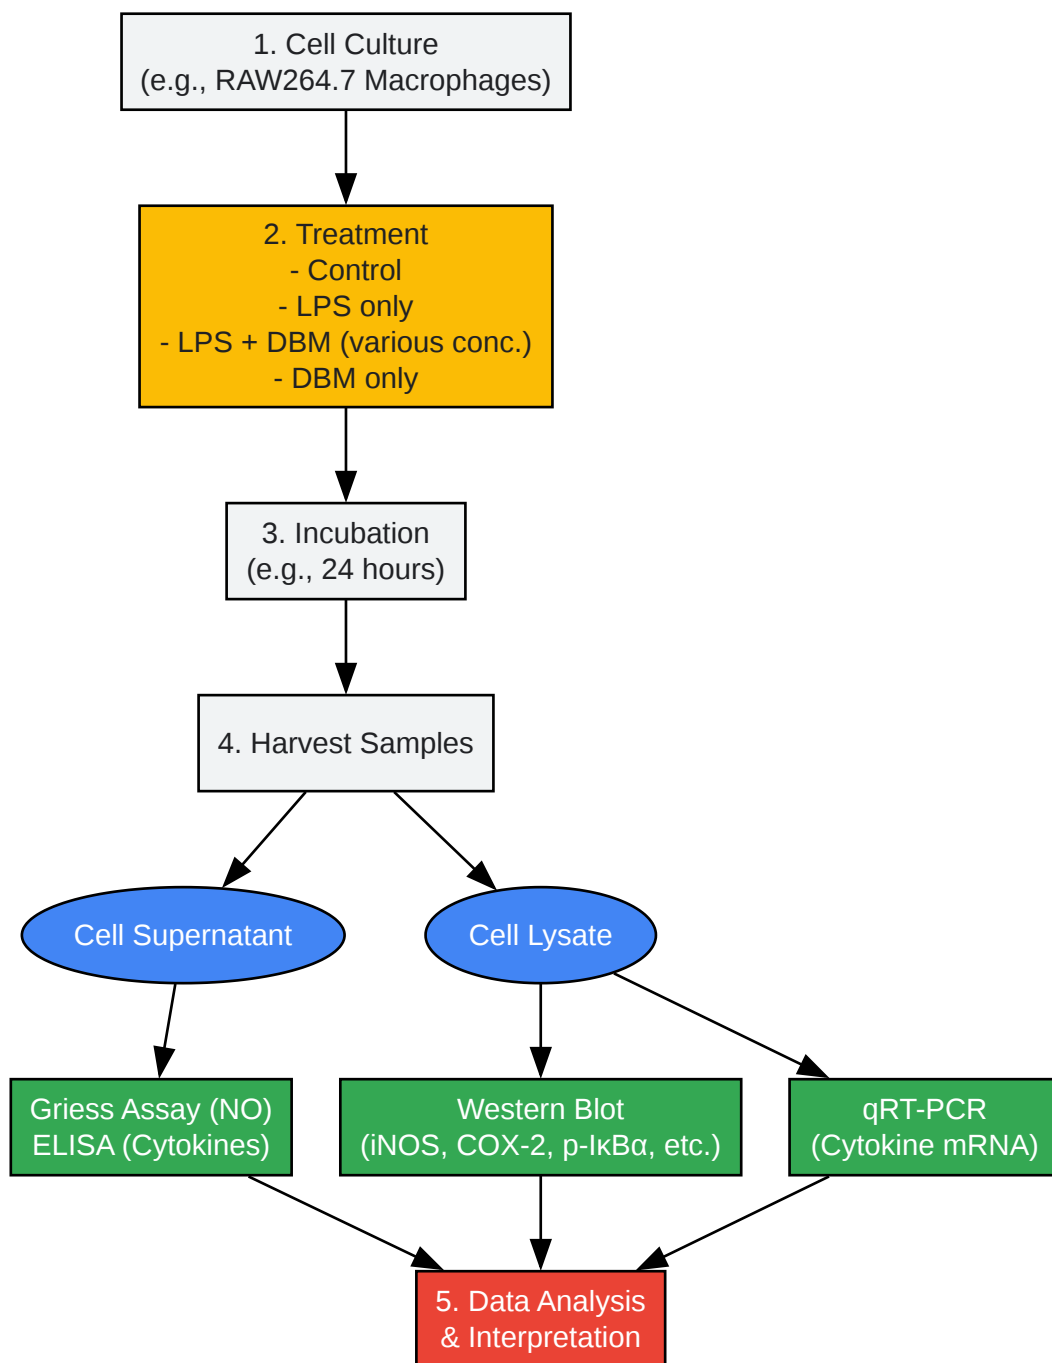 1. Cell Culture
(e.g., RAW264.7 Macrophages)
2. Treatment
- Control
- LPS only
- LPS + DBM (various conc.)
- DBM only
3. Incubation
(e.g., 24 hours)
4. Harvest Samples
Cell Supernatant
Cell Lysate
Griess Assay (NO)
ELISA (Cytokines)
Western Blot
(iNOS, COX-2, p-IκBα, etc.)
qRT-PCR
(Cytokine mRNA)
5. Data Analysis
& Interpretation